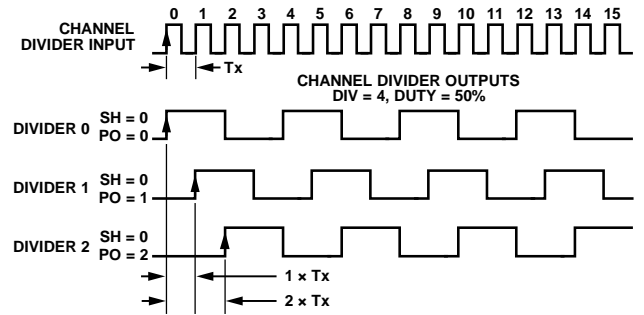 0 1 2 3 4 5 6 7 8 9 10 11 12 13 14 15
CHANNEL
DIVIDER INPUT
Tx
CHANNEL DIVIDER OUTPUTS
DIV = 4, DUTY = 50%
DIVIDER 0 SH = 0
PO = 0
DIVIDER 1 SH = 0
PO = 1
DIVIDER 2 SH = 0
PO = 2
1 × Tx
2 × Tx